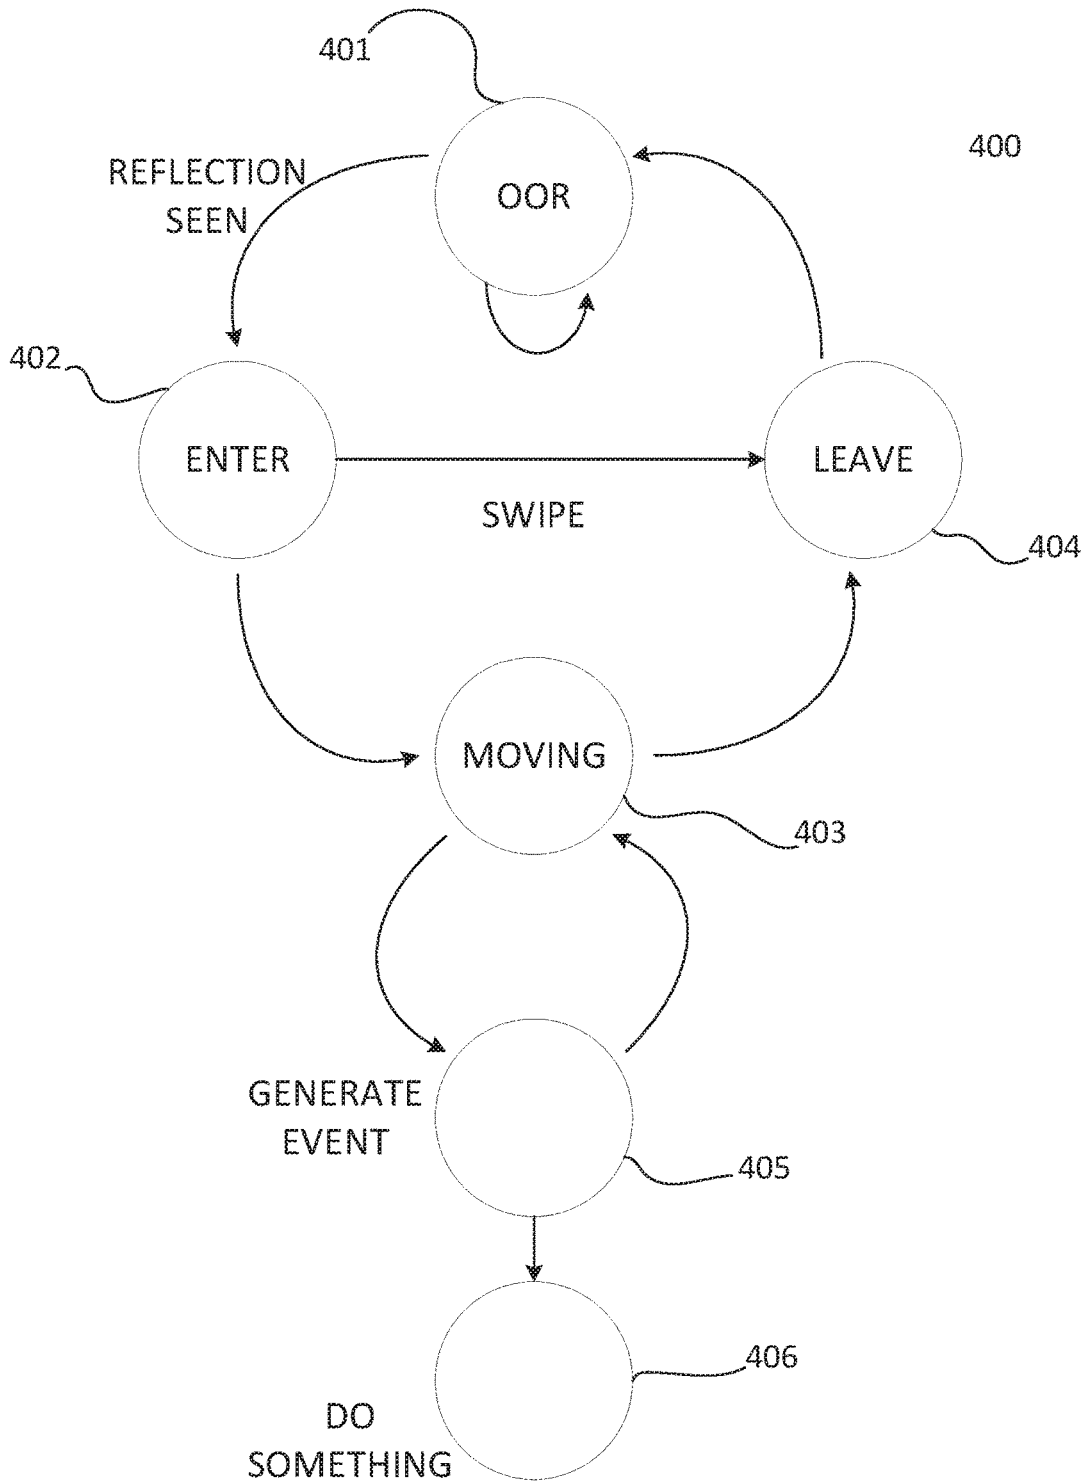 401
400
REFLECTION
SEEN
OOR
402
ENTER
LEAVE
SWIPE
404
MOVING
403
GENERATE
EVENT
405
406
DO
SOMETHING